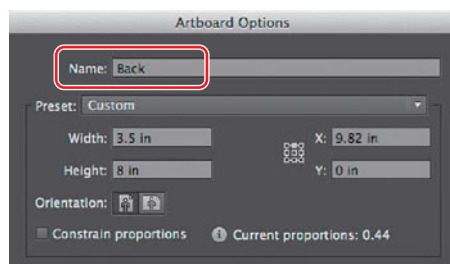 Artboard Options
Name: Back
Preset: Custom
Width: 3.5 in X: 9.82 in
Height: 8 in Y: 0 in
Orientation:
Constrain proportions Current proportions: 0.44